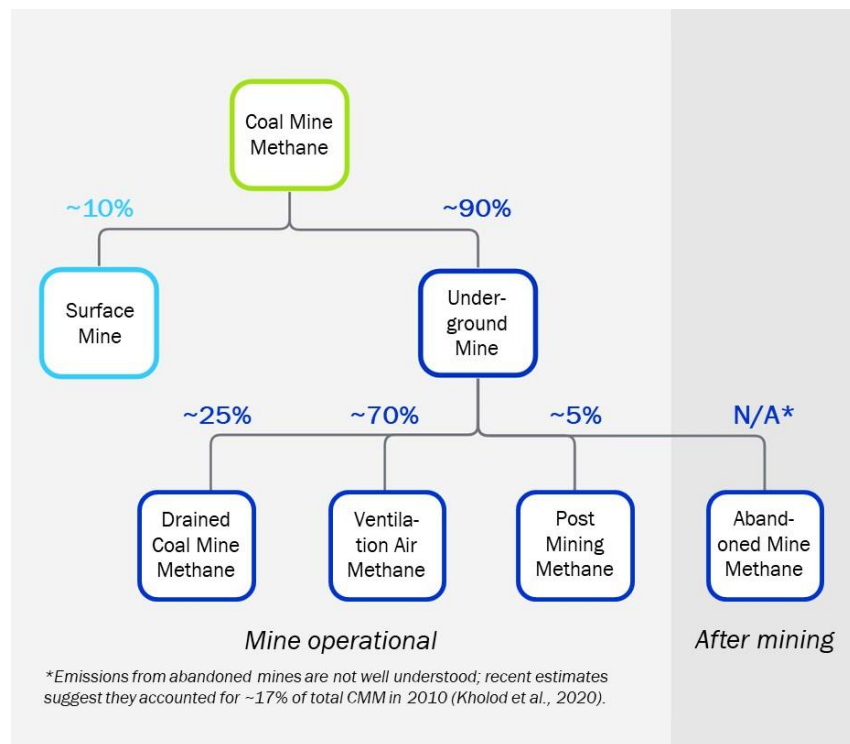 Coal Mine
Methane
~10%
~90%
Surface
Mine
Under-
ground
Mine
~25%
~70%
~5%
N/A*
Drained
Coal Mine
Methane
Ventila-
tion Air
Methane
Post
Mining
Methane
Aband-
oned Mine
Methane
Mine operational
After mining
*Emissions from abandoned mines are not well understood; recent estimates
suggest they accounted for ~17% of total CMM in 2010 (Kholod et al., 2020).